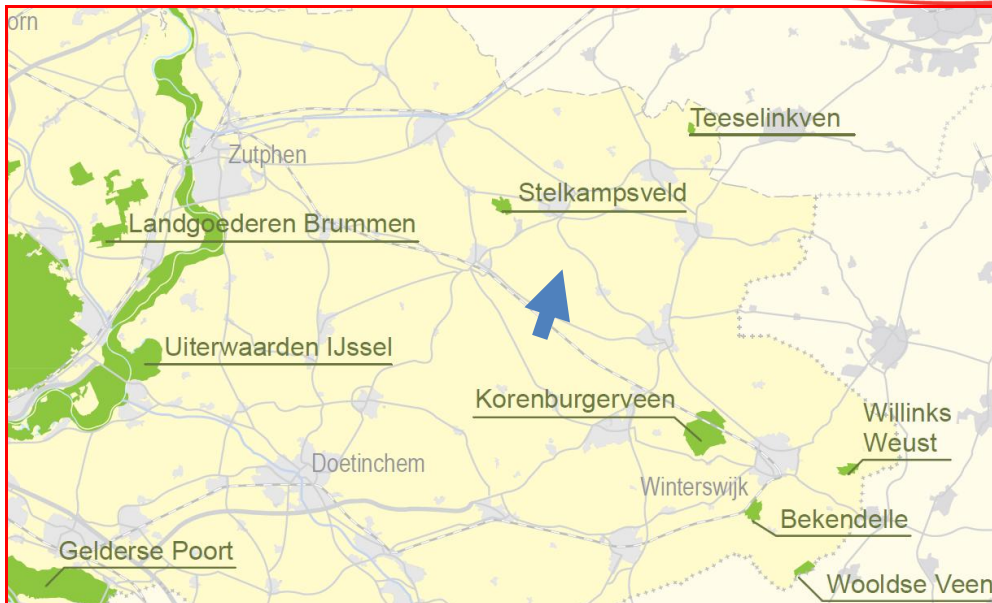 orn
Teeselinkven
Zutphen
Stelkampsveld
Landgoederen Brummen
Uiterwaarden IJssel
Korenburgerveen
Willinks
Weust
Doetinchem
Winterswijk
Bekendelle
Gelderse Poort
Wooldse Veen